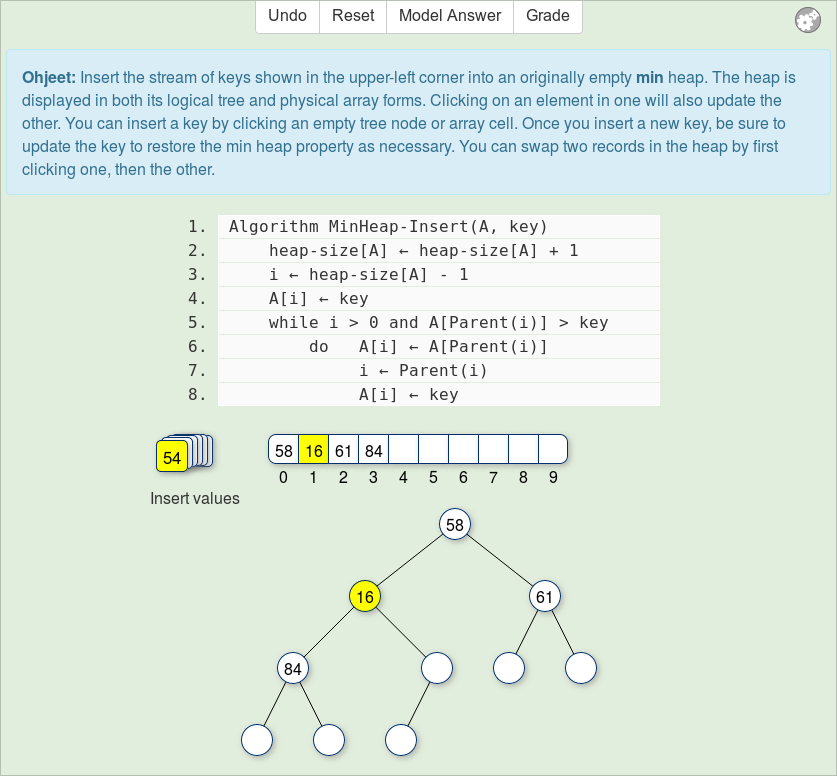 Undo Reset Model Answer Grade
Ohjeet: Insert the stream of keys shown in the upper-left corner into an originally empty min heap. The heap is
displayed in both its logical tree and physical array forms. Clicking on an element in one will also update the
other. You can insert a key by clicking an empty tree node or array cell. Once you insert a new key, be sure to
update the key to restore the min heap property as necessary. You can swap two records in the heap by first
clicking one, then the other.
1. Algorithm MinHeap-Insert(A, key)
2. heap-size[A] ← heap-size[A] + 1
3. i ← heap-size[A] - 1
4. A[i] ← key
5. while i > 0 and A[Parent(i)] > key
6. do A[i] ← A[Parent(i)]
7. i ← Parent(i)
8. A[i] ← key
54 58 16 61 84
0 1 2 3 4 5 6 7 8 9
Insert values
58
16 61
84